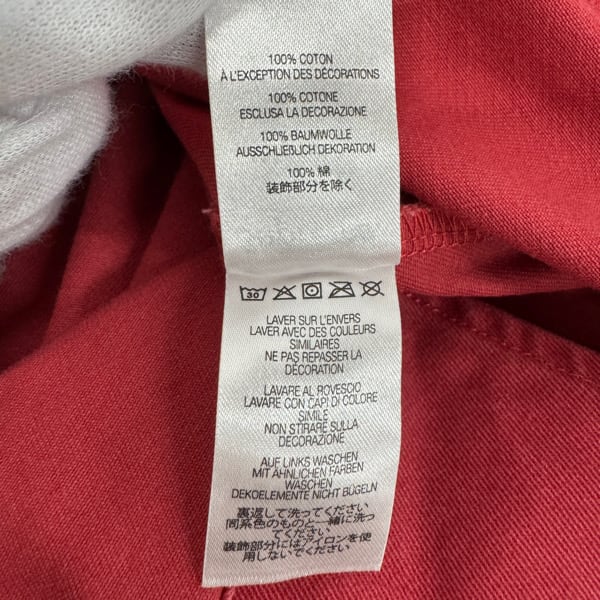 100% COTON
À L'EXCEPTION DES DÉCORATIONS
100% COTONE
ESCLUSA LA DECORAZIONE
100% BAUMWOLLE
AUSSCHLIEẞLICH DEKORATION
100% 綿
装飾部分を除く
30
LAVER SUR L'ENVERS
LAVER AVEC DES COULEURS
SIMILAIRES
NE PAS REPASSER LA
DÉCORATION
LAVARE AL ROVESCIO
LAVARE CON CAPI DI COLORE
SIMILE
NON STIRARE SULLA
DECORAZIONE
AUF LINKS WASCHEN
MIT ÄHNLICHEN FARBEN
WASCHEN
DEKOELEMENTE NICHT BÜGELN
裏返して洗ってください
同系色のものと一緒に洗っ
てください
装飾部分にはアイロンを使
用しないでください